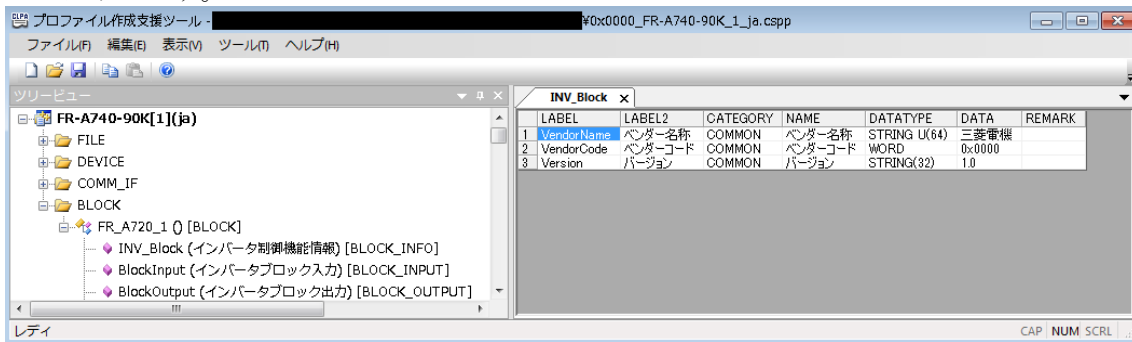 プロファイル作成支援ツール - ¥0x0000_FR-A740-90K_1_ja.cspp
ファイル(F) 編集(E) 表示(V) ツール(T) ヘルプ(H)
ツリービュー
FR-A740-90K[1](ja)
FILE
DEVICE
COMM_IF
BLOCK
FR_A720_1 () [BLOCK]
INV_Block (インバータ制御機能情報) [BLOCK_INFO]
BlockInput (インバータブロック入力) [BLOCK_INPUT]
BlockOutput (インバータブロック出力) [BLOCK_OUTPUT]
INV_Block
LABEL LABEL2 CATEGORY NAME DATATYPE DATA REMARK
1 VendorName ベンダー名称 COMMON ベンダー名称 STRING U(64) 三菱電機
2 VendorCode ベンダーコード COMMON ベンダーコード WORD 0x0000
3 Version バージョン COMMON バージョン STRING(32) 1.0
レディ
CAP NUM SCRL